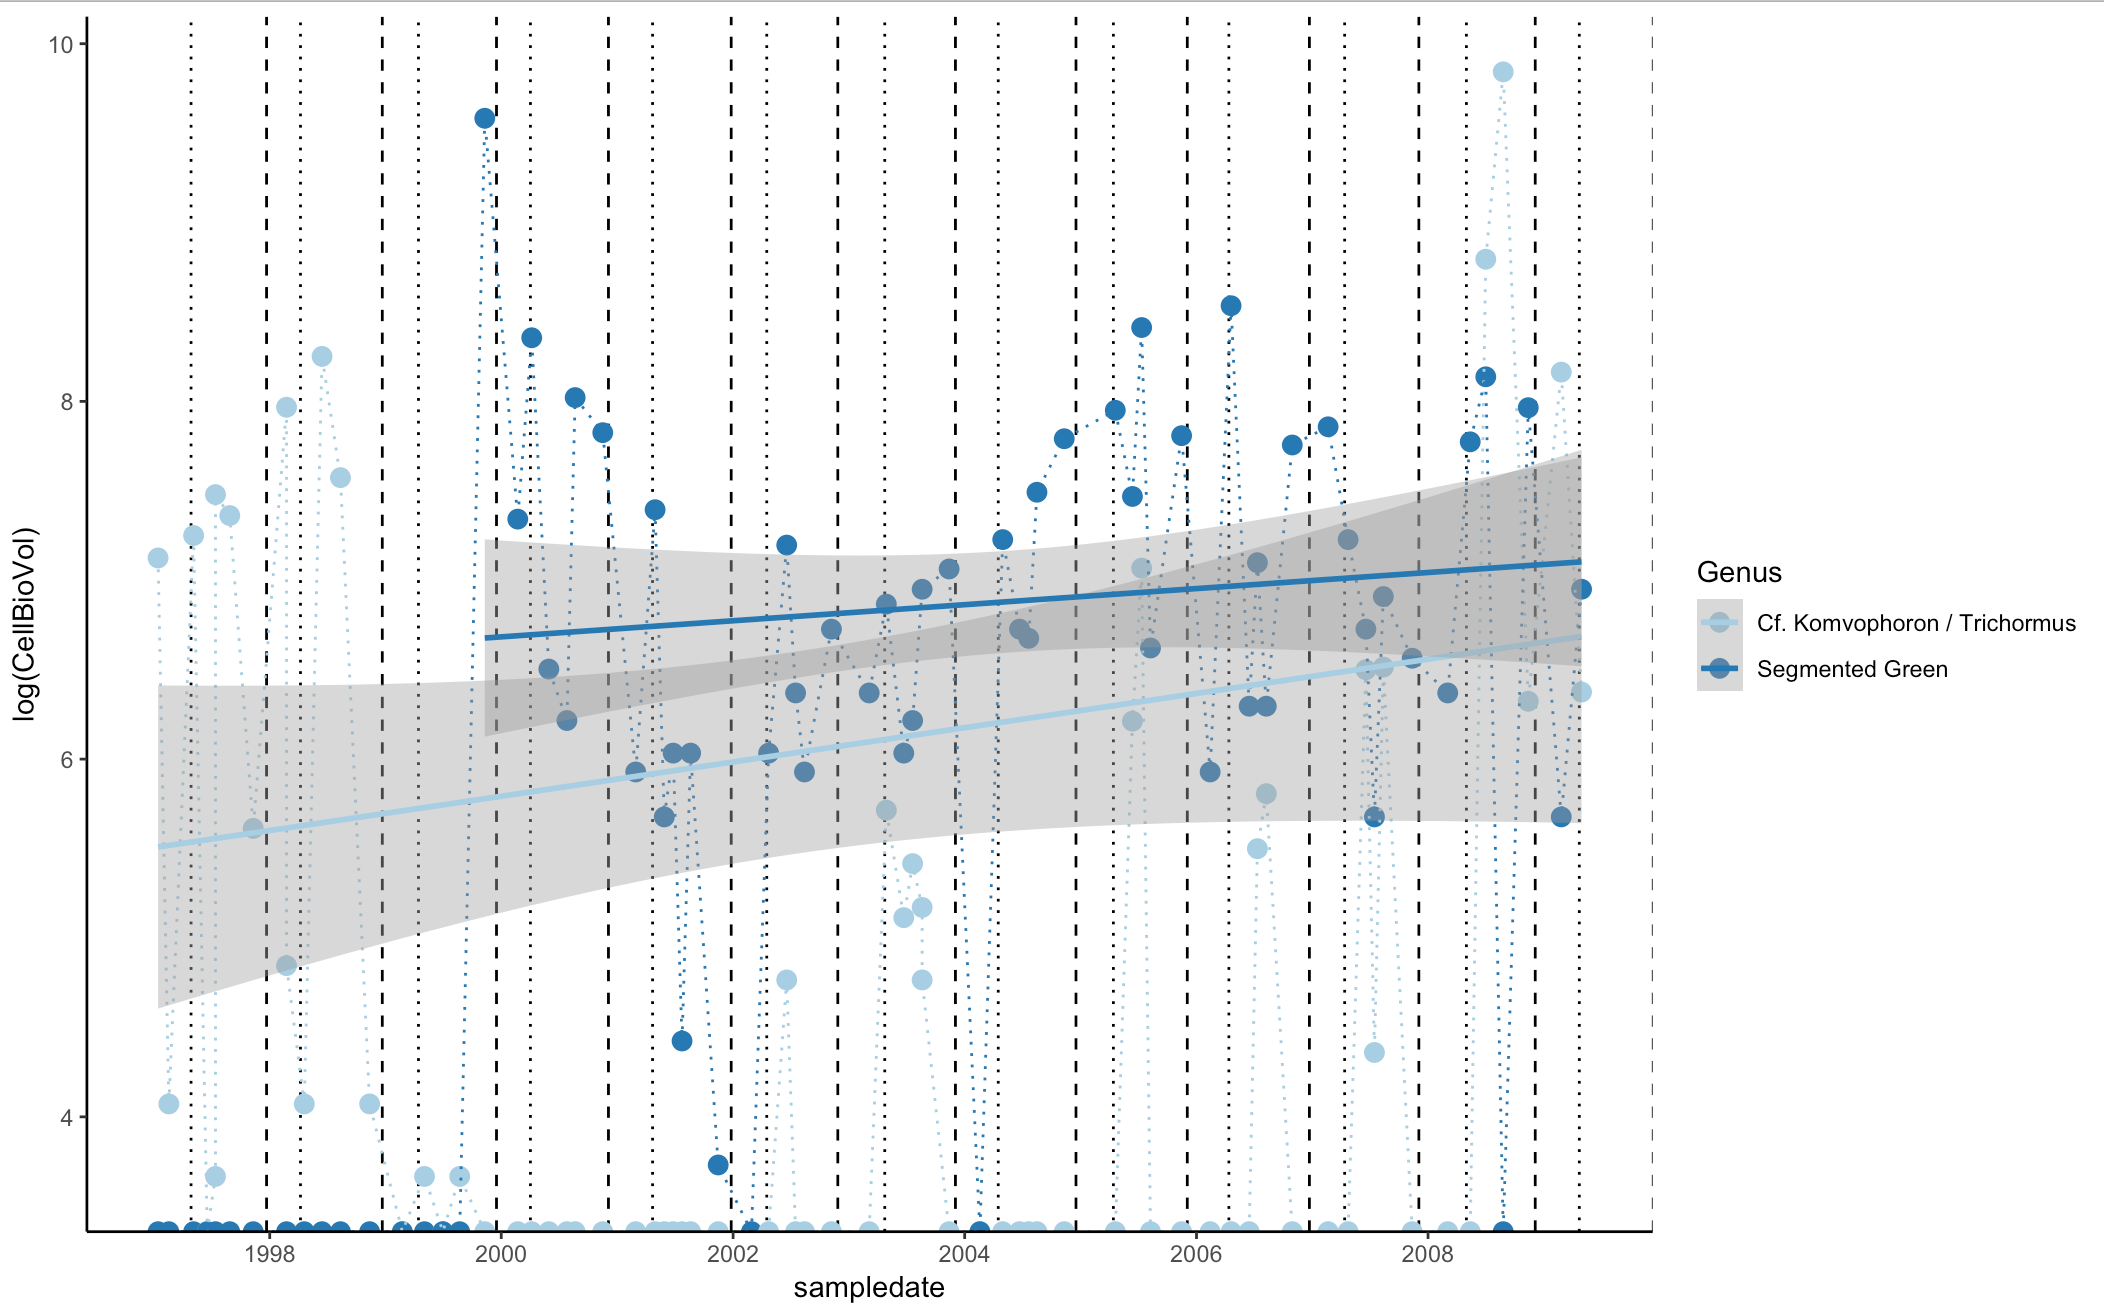 10
8
6
4
log(CellBioVol)
1998 2000 2002 2004 2006 2008
sampledate
Genus
Cf. Komvophoron / Trichormus
Segmented Green